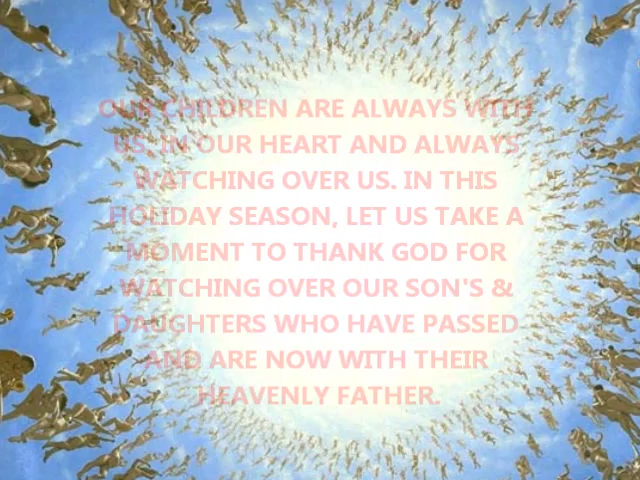 OUR CHILDREN ARE ALWAYS WITH
US. IN OUR HEART AND ALWAYS
WATCHING OVER US. IN THIS
HOLIDAY SEASON, LET US TAKE A
MOMENT TO THANK GOD FOR
WATCHING OVER OUR SON'S &
DAUGHTERS WHO HAVE PASSED
AND ARE NOW WITH THEIR
HEAVENLY FATHER.